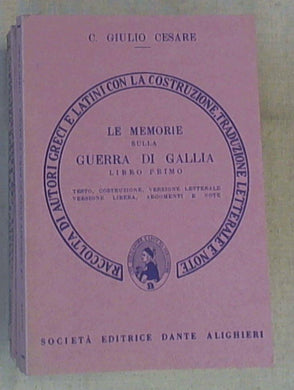 C. GIULIO CESARE
RACCOLTA DI AUTORI GRECI E LATINI CON LA COSTRUZIONE, TRADUZIONE LETTERALE E NOTE
LE MEMORIE
SULLA
GUERRA DI GALLIA
LIBRO PRIMO
TESTO, COSTRUZIONE, VERSIONE LETTERALE
VERSIONE LIBERA, ARGOMENTI E NOTE
SOCIETÀ EDITRICE DANTE ALIGHIERI